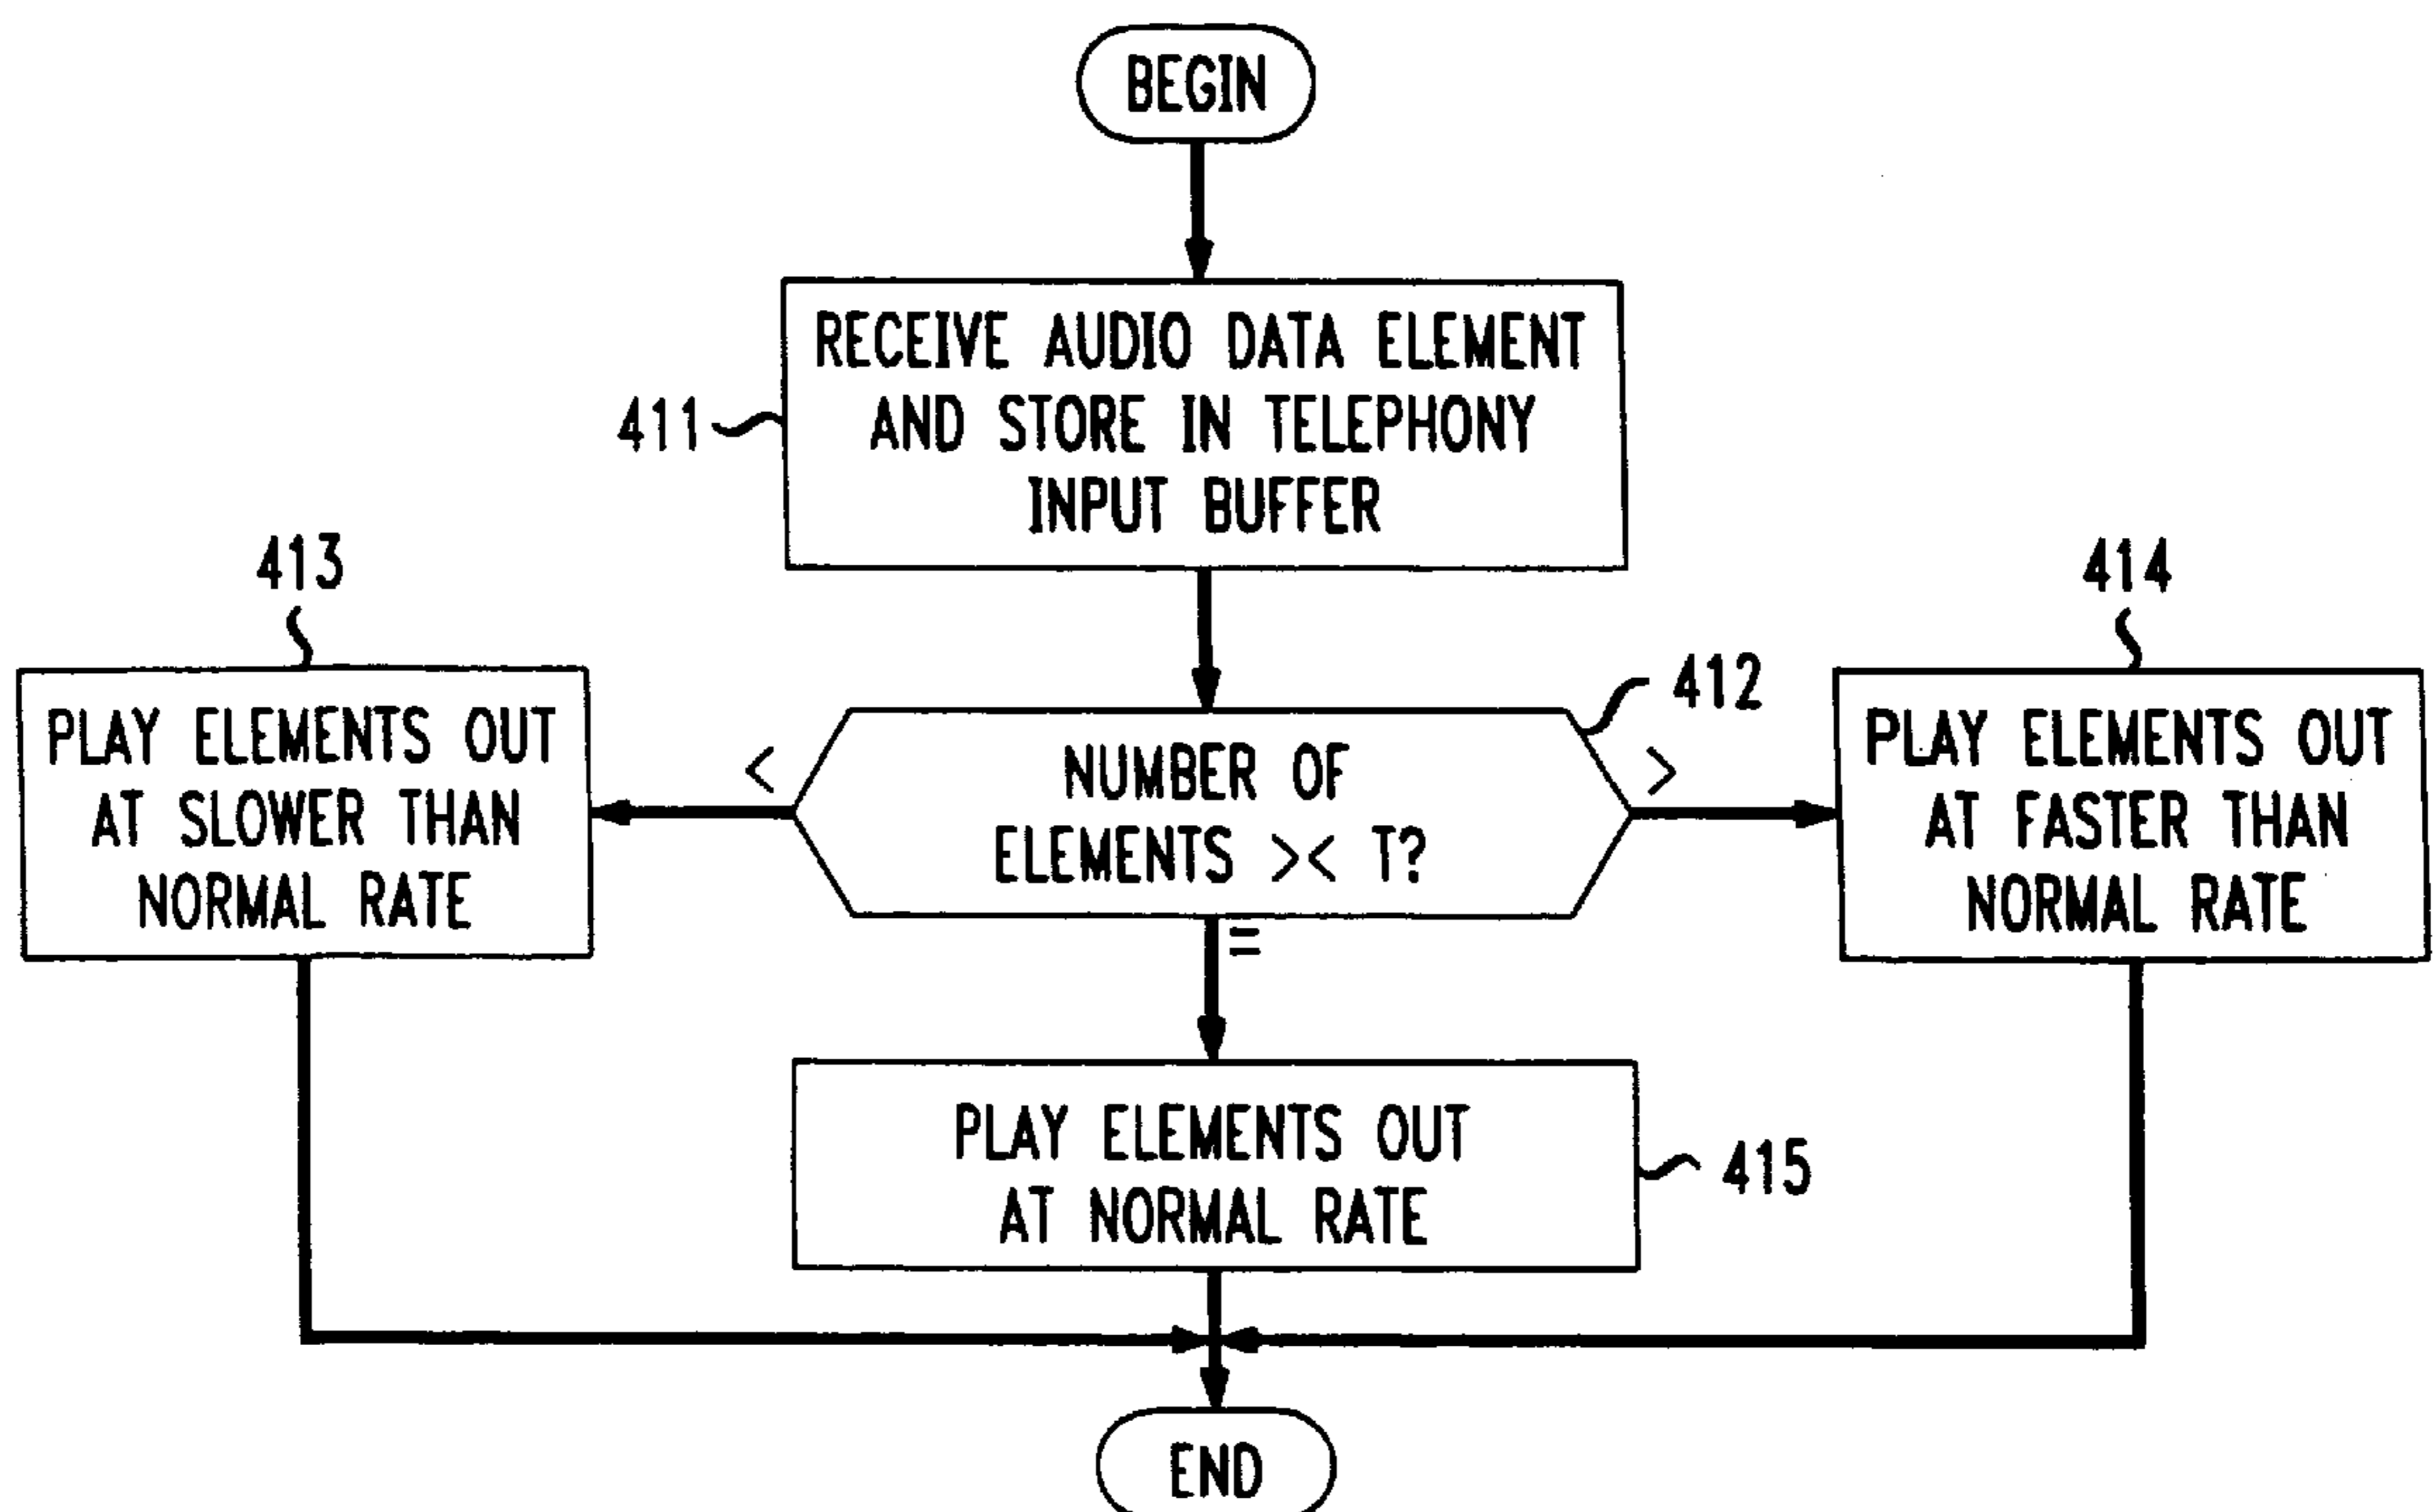 BEGIN
RECEIVE AUDIO DATA ELEMENT
AND STORE IN TELEPHONY
INPUT BUFFER
411
413
PLAY ELEMENTS OUT
AT SLOWER THAN
NORMAL RATE
<
NUMBER OF
ELEMENTS >< T?
412
>
=
414
PLAY ELEMENTS OUT
AT FASTER THAN
NORMAL RATE
PLAY ELEMENTS OUT
AT NORMAL RATE
415
END